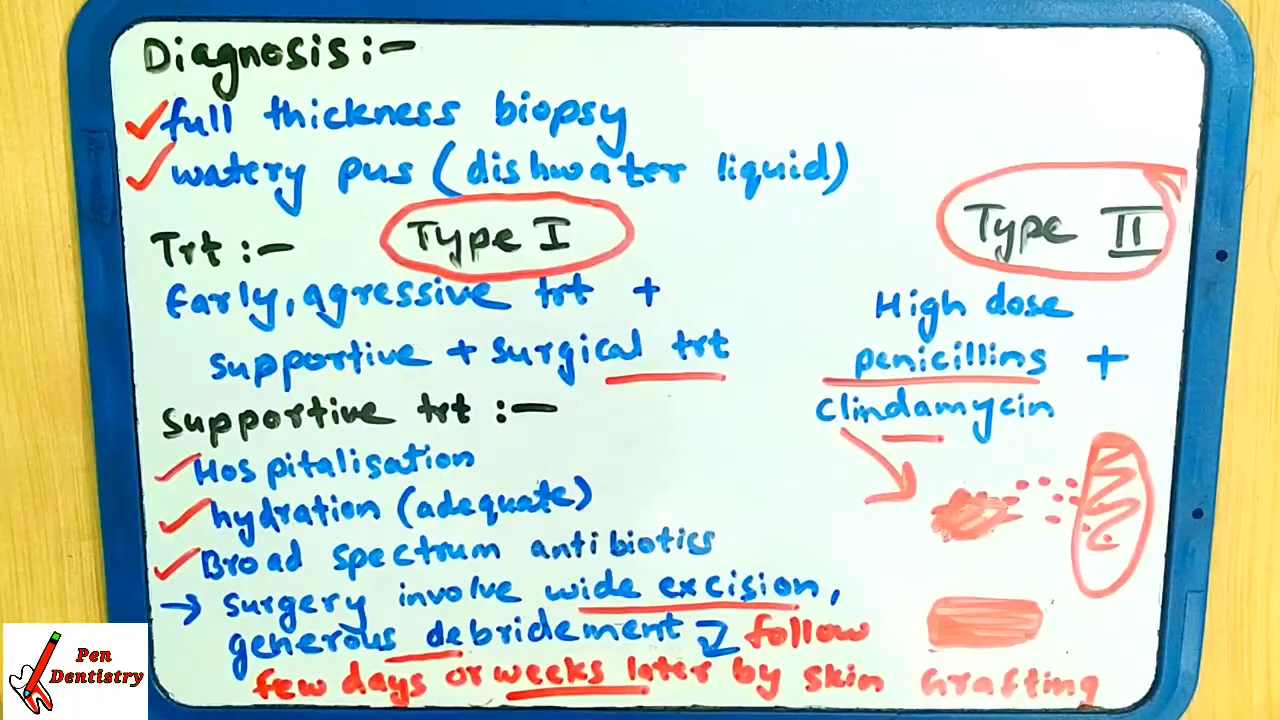 Diagnosis:-
full thickness biopsy
watery pus (dishwater liquid)
Trt:-
Type I
Type II
Early, agressive trt +
supportive + surgical trt
High dose
penicillins +
clindamycin
supportive trt :-
Hospitalisation
hydration (adequate)
Broad spectrum antibiotics
→ surgery involve wide excision,
generous debridement follow
few days or weeks later by skin Grafting
Pen
Dentistry